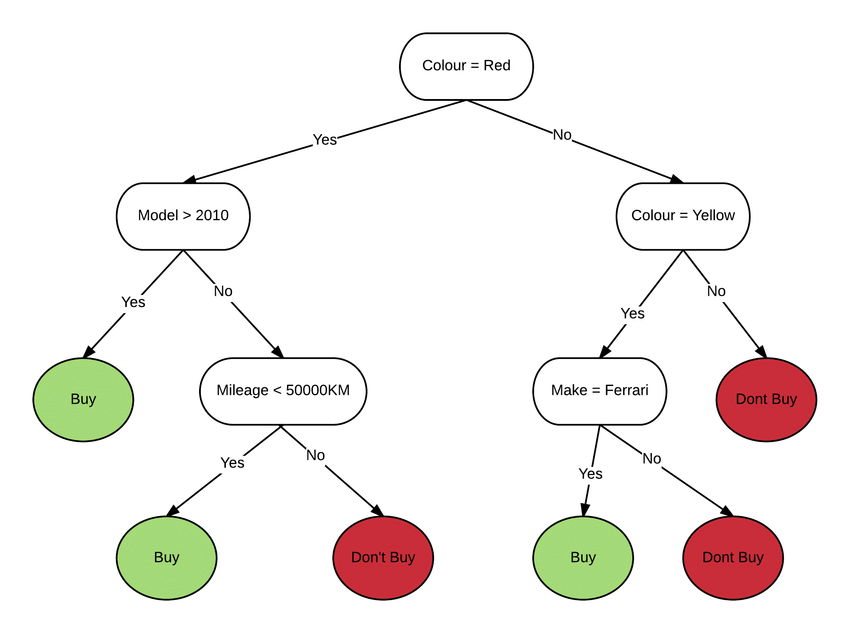 Colour = Red
Yes
No
Model > 2010
Colour = Yellow
Yes
No
Yes
No
Buy
Mileage < 50000KM
Make = Ferrari
Dont Buy
Yes
No
Yes
No
Buy
Don't Buy
Buy
Dont Buy